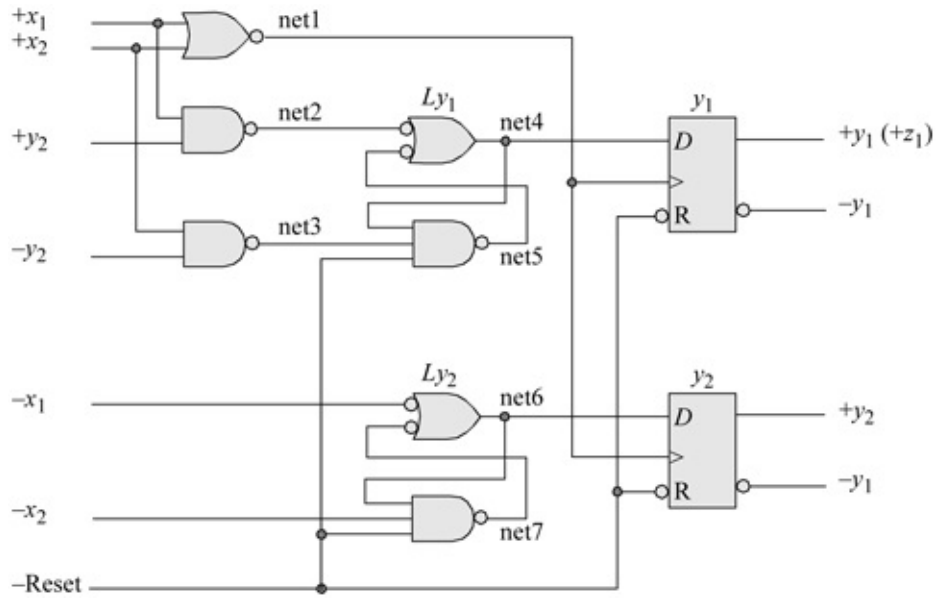 +x₁ net1
+x₂
Ly₁ y₁
net2 net4 +y₁ (+z₁)
+y₂ D
R –y₁
net3
–y₂ net5
Ly₂ y₂
–x₁ net6 +y₂
D
R –y₁
–x₂ net7
–Reset